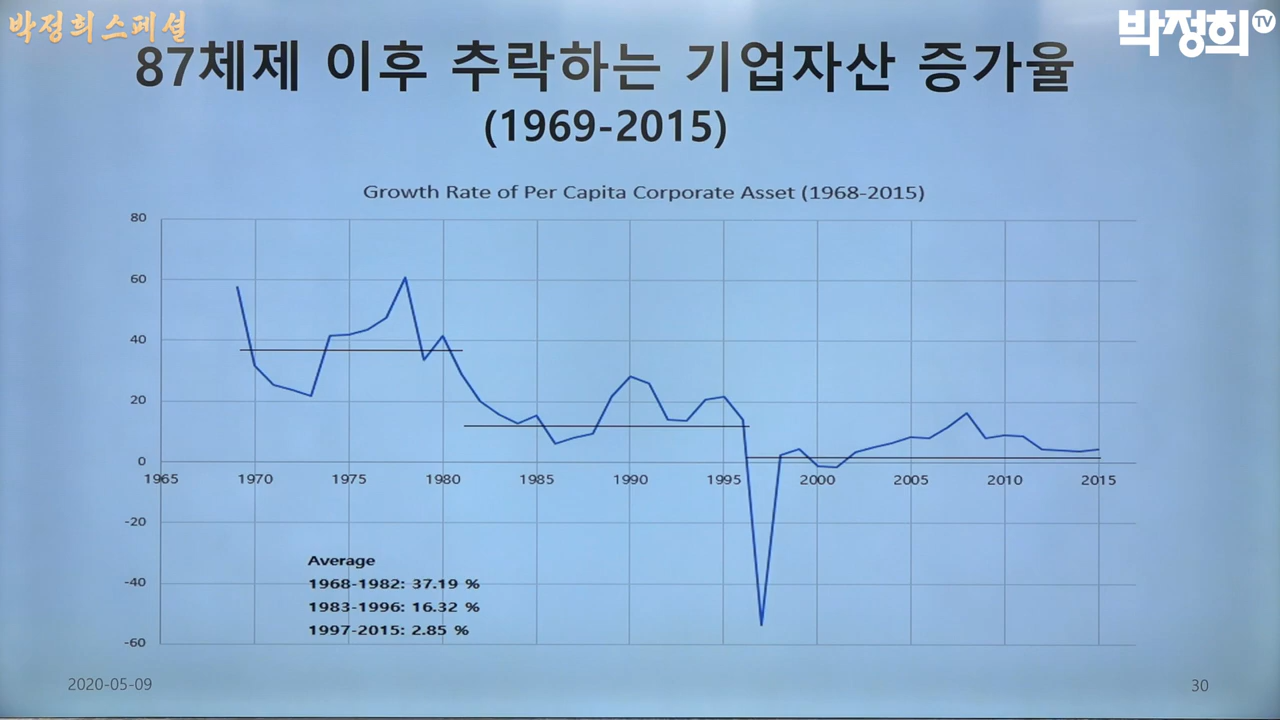 박정희스페셜
박정희TV
87체제 이후 추락하는 기업자산 증가율
(1969-2015)
Growth Rate of Per Capita Corporate Asset (1968-2015)
80
60
40
20
0
-20
-40
-60
1965 1970 1975 1980 1985 1990 1995 2000 2005 2010 2015
Average
1968-1982: 37.19 %
1983-1996: 16.32 %
1997-2015: 2.85 %
2020-05-09
30